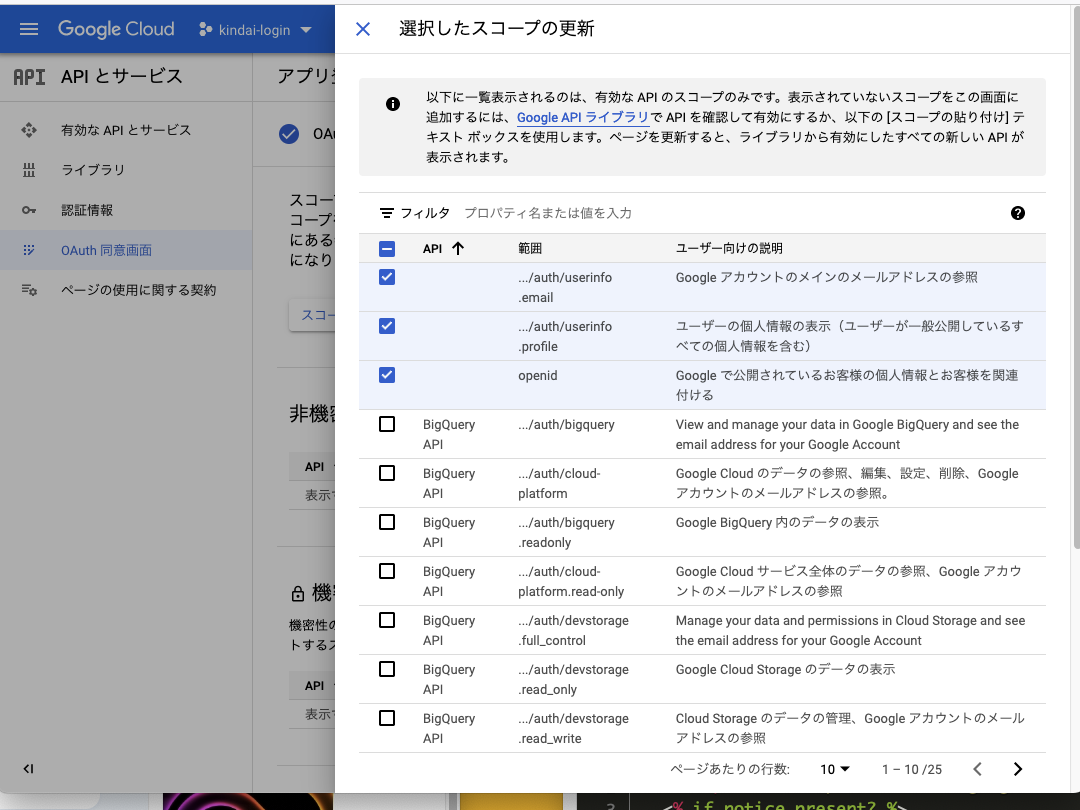 Google Cloud
kindai-login
選択したスコープの更新
API API とサービス
アプリ
有効な API とサービス
ライブラリ
認証情報
OAuth 同意画面
ページの使用に関する契約
OAu
スコー
コープ
にある
になり
スコー
非機密
API
表示
機密
機密性の
トするス
API
表示
以下に一覧表示されるのは、有効な API のスコープのみです。表示されていないスコープをこの画面に
追加するには、Google API ライブラリで API を確認して有効にするか、以下の [スコープの貼り付け] テ
キスト ボックスを使用します。ページを更新すると、ライブラリから有効にしたすべての新しい API が
表示されます。
フィルタ プロパティ名または値を入力
API 範囲 ユーザー向けの説明
.../auth/userinfo Google アカウントのメインのメールアドレスの参照
.email
.../auth/userinfo ユーザーの個人情報の表示（ユーザーが一般公開しているす
.profile べての個人情報を含む）
openid Google で公開されているお客様の個人情報とお客様を関連
付ける
BigQuery .../auth/bigquery View and manage your data in Google BigQuery and see the
API email address for your Google Account
BigQuery .../auth/cloud- Google Cloud のデータの参照、編集、設定、削除、Google
API platform アカウントのメールアドレスの参照。
BigQuery .../auth/bigquery Google BigQuery 内のデータの表示
API .readonly
BigQuery .../auth/cloud- Google Cloud サービス全体のデータの参照、Google アカウ
API platform.read-only ントのメールアドレスの参照
BigQuery .../auth/devstorage Manage your data and permissions in Cloud Storage and see
API .full_control the email address for your Google Account
BigQuery .../auth/devstorage Google Cloud Storage のデータの表示
API .read_only
BigQuery .../auth/devstorage Cloud Storage のデータの管理、Google アカウントのメール
API .read_write アドレスの参照
ページあたりの行数: 10 1 – 10 /25
3 <% if notice.present? %>